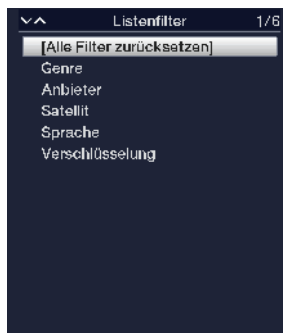 Listenfilter 1/6
[Alle Filter zurücksetzen]
Genre
Anbieter
Satellit
Sprache
Verschlüsselung